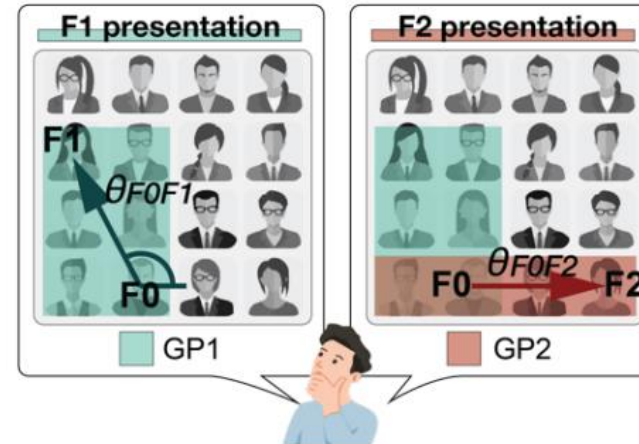 F1 presentation
F1
θF0F1
F0
GP1
F2 presentation
F0
θF0F2
F2
GP2